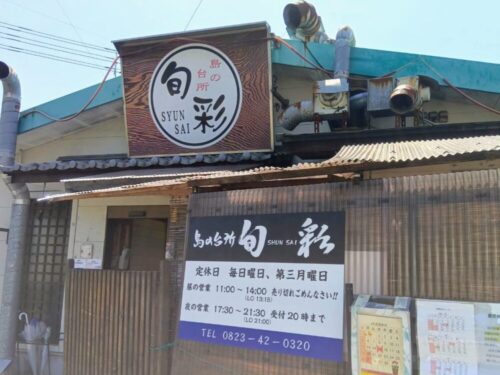 島の
台所
旬
彩
SYUN
SAI
島の台所 旬 SHUN SAI 彩
定休日 毎日曜日、第三月曜日
昼の営業 11:00～14:00 売り切れごめんなさい!!
(LO 13:15)
夜の営業 17:30～21:30 受付20時まで
(LO 21:00)
TEL 0823-42-0320